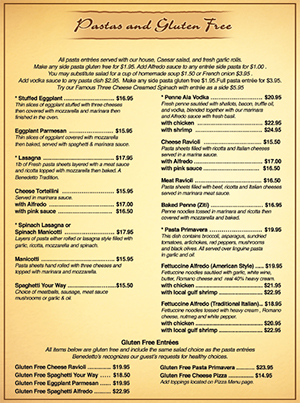 Pastas and Gluten Free
All pasta entrées served with our house, Caesar salad, and fresh garlic rolls.
Make any side pasta gluten free for $1.95. Add Alfredo sauce to any entrée side pasta for $1.00 .
You may substitute salad for a cup of homemade soup $1.50 or French onion $3.95 .
Add vodka sauce to any pasta dish $2.95. Make any side pasta gluten free $1.95.Full pasta entrée for $3.95.
Try our Famous Three Cheese Creamed Spinach with entrée as a side $5.95
* Stuffed Eggplant ............... $16.95
Thin slices of eggplant stuffed with three cheeses
then covered with mozzarella and marinara then
finished in the oven.
Eggplant Parmesan ............ $15.95
Thin slices of eggplant covered with mozzarella
then baked, served with spaghetti & marinara sauce.
* Lasagna ............................ $17.95
1lb of Fresh pasta sheets layered with a meat sauce
and ricotta topped with mozzarella then baked. A
Benedetto Tradition.
Cheese Tortellini ................. $15.95
Served in marinera sauce.
with Alfredo ......................... $17.00
with pink sauce ................... $16.50
* Spinach Lasagna or
Spinach Manicotti ............... $17.95
Layers of pasta either rolled or lasagna style filled with
garlic, ricotta, mozzarella and spinach.
Manicotti .............................. $15.95
Pasta sheets hand rolled with three cheeses and
topped with marinara and mozzarella.
Spaghetti Your Way ............. $15.50
Choice of meatballs, sausage, meat sauce
mushrooms or garlic & oil.
* Penne Ala Vodka ................ $20.95
Fresh penne sautéed with shallots, bacon, truffle oil,
and vodka, blended together with our marinara
and Alfredo sauce with fresh basil.
with chicken ........................ $22.95
with shrimp ......................... $24.95
Cheese Ravioli .................... $15.50
Pasta sheets filled with ricotta and Italian cheeses
served in a marina sauce.
with Alfredo ......................... $17.00
with pink sauce ................... $16.50
Meat Ravioli ......................... $16.50
Pasta sheets filled with beef, ricotta and Italian cheeses
served in marinara meat sauce.
Baked Penne (Ziti) ............... $16.95
Penne noodles tossed in marinara and ricotta then
covered with mozzarella and baked.
* Pasta Primavera ................. $19.95
This dish contains broccoli, asparagus, sundried
tomatoes, artichokes, red peppers, mushrooms
and black olives. All served over linguine pasta
in garlic and oil.
Fettuccine Alfredo (American Style) ..... $19.95
Fettuccine noodles sautéed with garlic, white wine,
butter, Romano cheese and real 40% heavy cream.
with chicken ........................ $21.95
with local gulf shrimp ......... $22.95
Fettuccine Alfredo (Traditional Italian).. $18.95
Fettuccine noodles tossed with heavy cream , Romano
cheese, nutmeg and white pepper.
with chicken ........................ $20.95
with local gulf shrimp ......... $22.95
Gluten Free Entrées
All items below are gluten free and include the same salad choice as the pasta entrées
Benedetto's recognizes our guest's requests for healthy choices.
Gluten Free Cheese Ravioli ............ $19.95
Gluten Free Spaghetti Your Way ..... $18.50
Gluten Free Eggplant Parmesan ...... $19.95
Gluten Free Spaghetti Alfredo .......... $22.95
Gluten Free Pasta Primavera ........... $23.95
Gluten Free Cheese Pizza ............... $14.95
Add toppings located on Pizza Menu page.